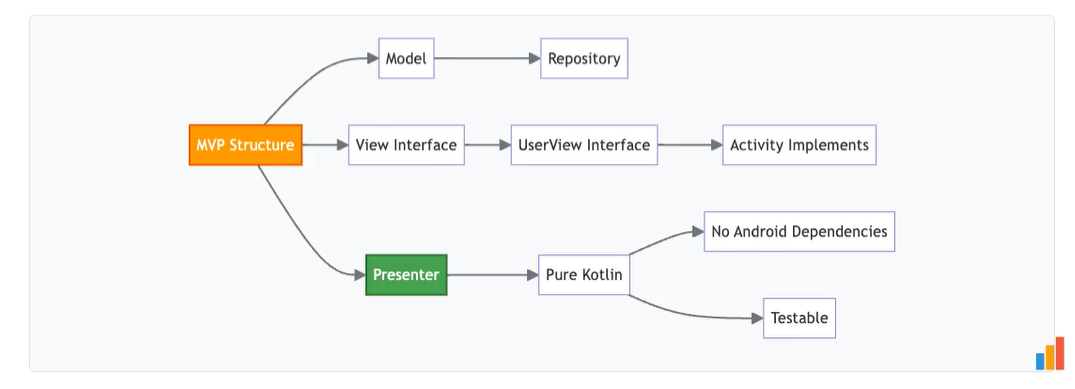 Model
Repository
MVP Structure
View Interface
UserView Interface
Activity Implements
No Android Dependencies
Presenter
Pure Kotlin
Testable